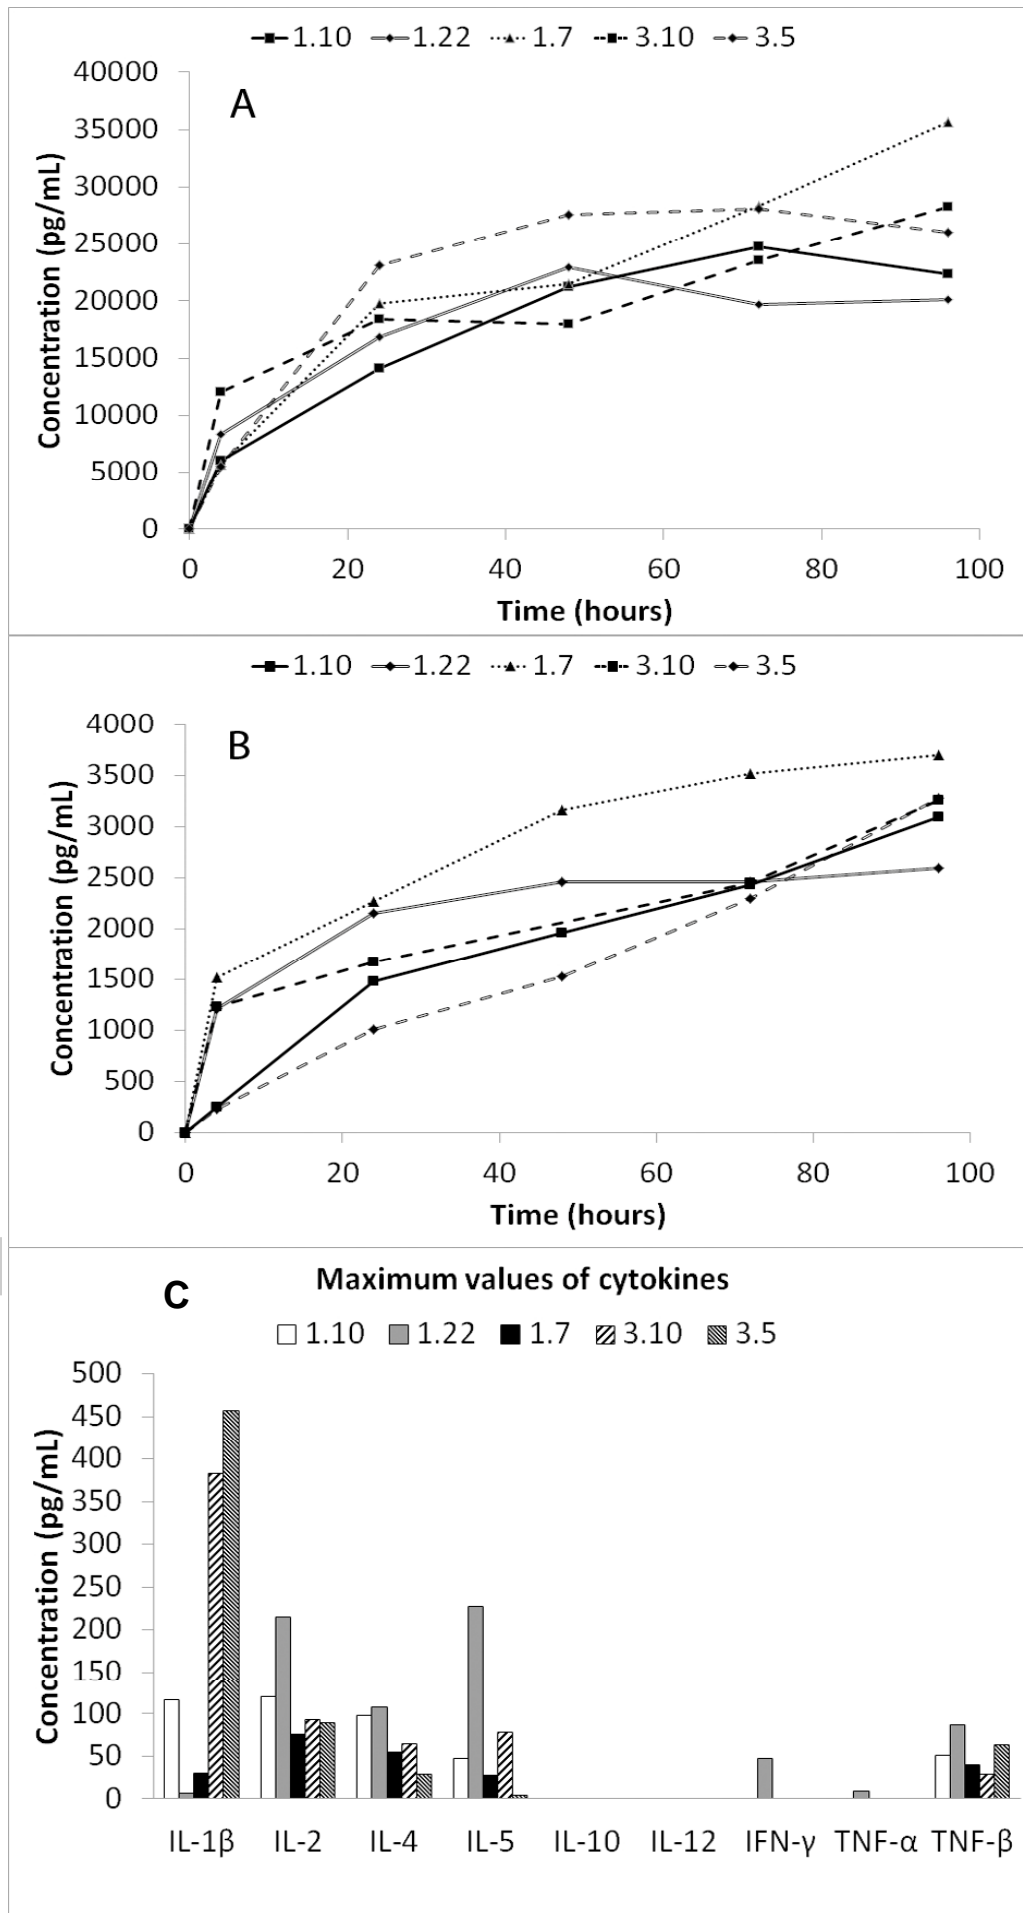 1.10 1.22 1.7 3.10 3.5
A
40000
35000
30000
25000
20000
15000
10000
5000
0
Concentration (pg/mL)
0 20 40 60 80 100
Time (hours)
1.10 1.22 1.7 3.10 3.5
B
4000
3500
3000
2500
2000
1500
1000
500
0
Concentration (pg/mL)
0 20 40 60 80 100
Time (hours)
C Maximum values of cytokines
1.10 1.22 1.7 3.10 3.5
500
450
400
350
300
250
200
150
100
50
0
Concentration (pg/mL)
IL-1β IL-2 IL-4 IL-5 IL-10 IL-12 IFN-γ TNF-α TNF-β